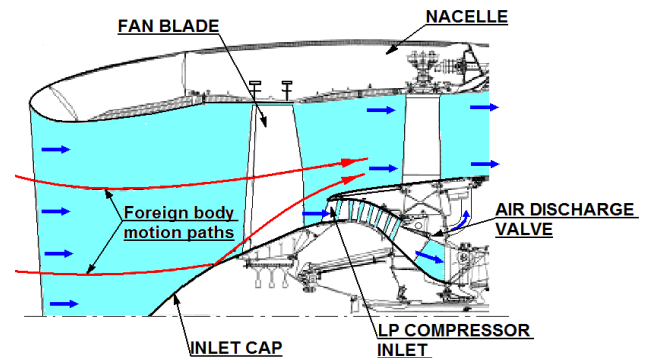 NACELLE
FAN BLADE
Foreign body
motion paths
AIR DISCHARGE
VALVE
LP COMPRESSOR
INLET
INLET CAP